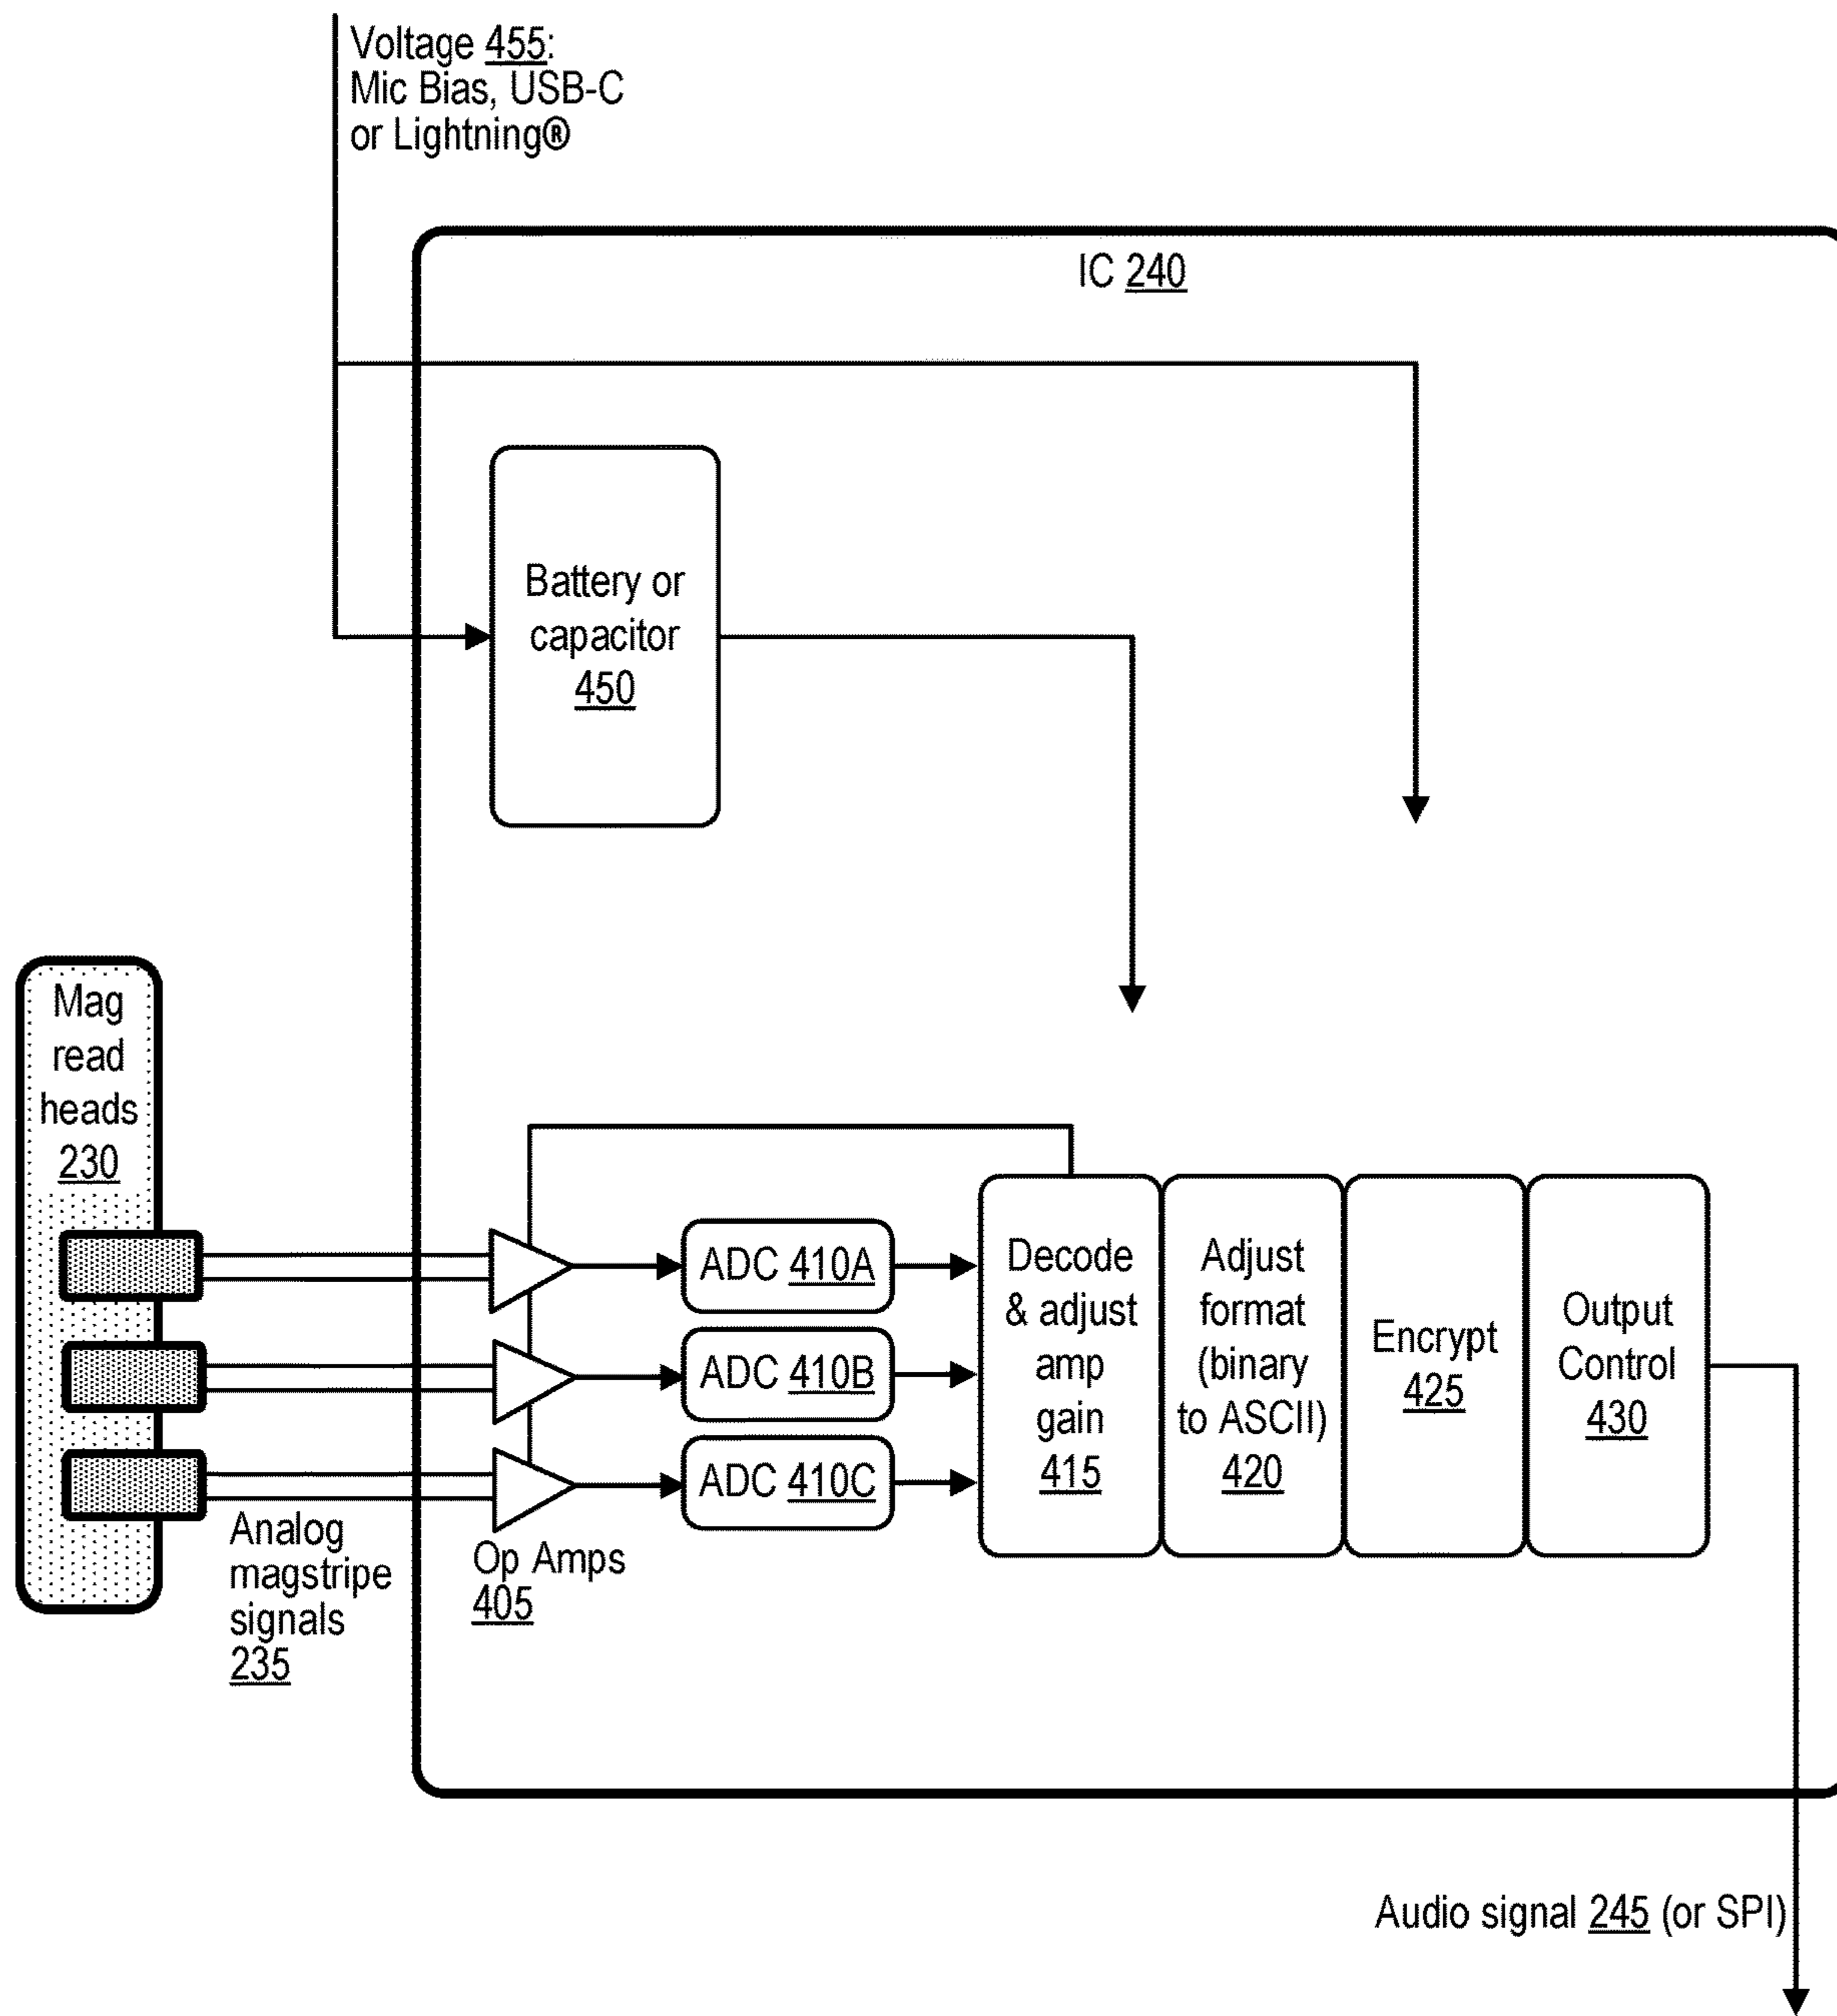 Voltage 455:
Mic Bias, USB-C
or Lightning®
IC 240
Battery or
capacitor
450
Mag
read
heads
230
Analog
magstripe
signals
235
Op Amps
405
ADC 410A
ADC 410B
ADC 410C
Decode
& adjust
amp
gain
415
Adjust
format
(binary
to ASCII)
420
Encrypt
425
Output
Control
430
Audio signal 245 (or SPI)